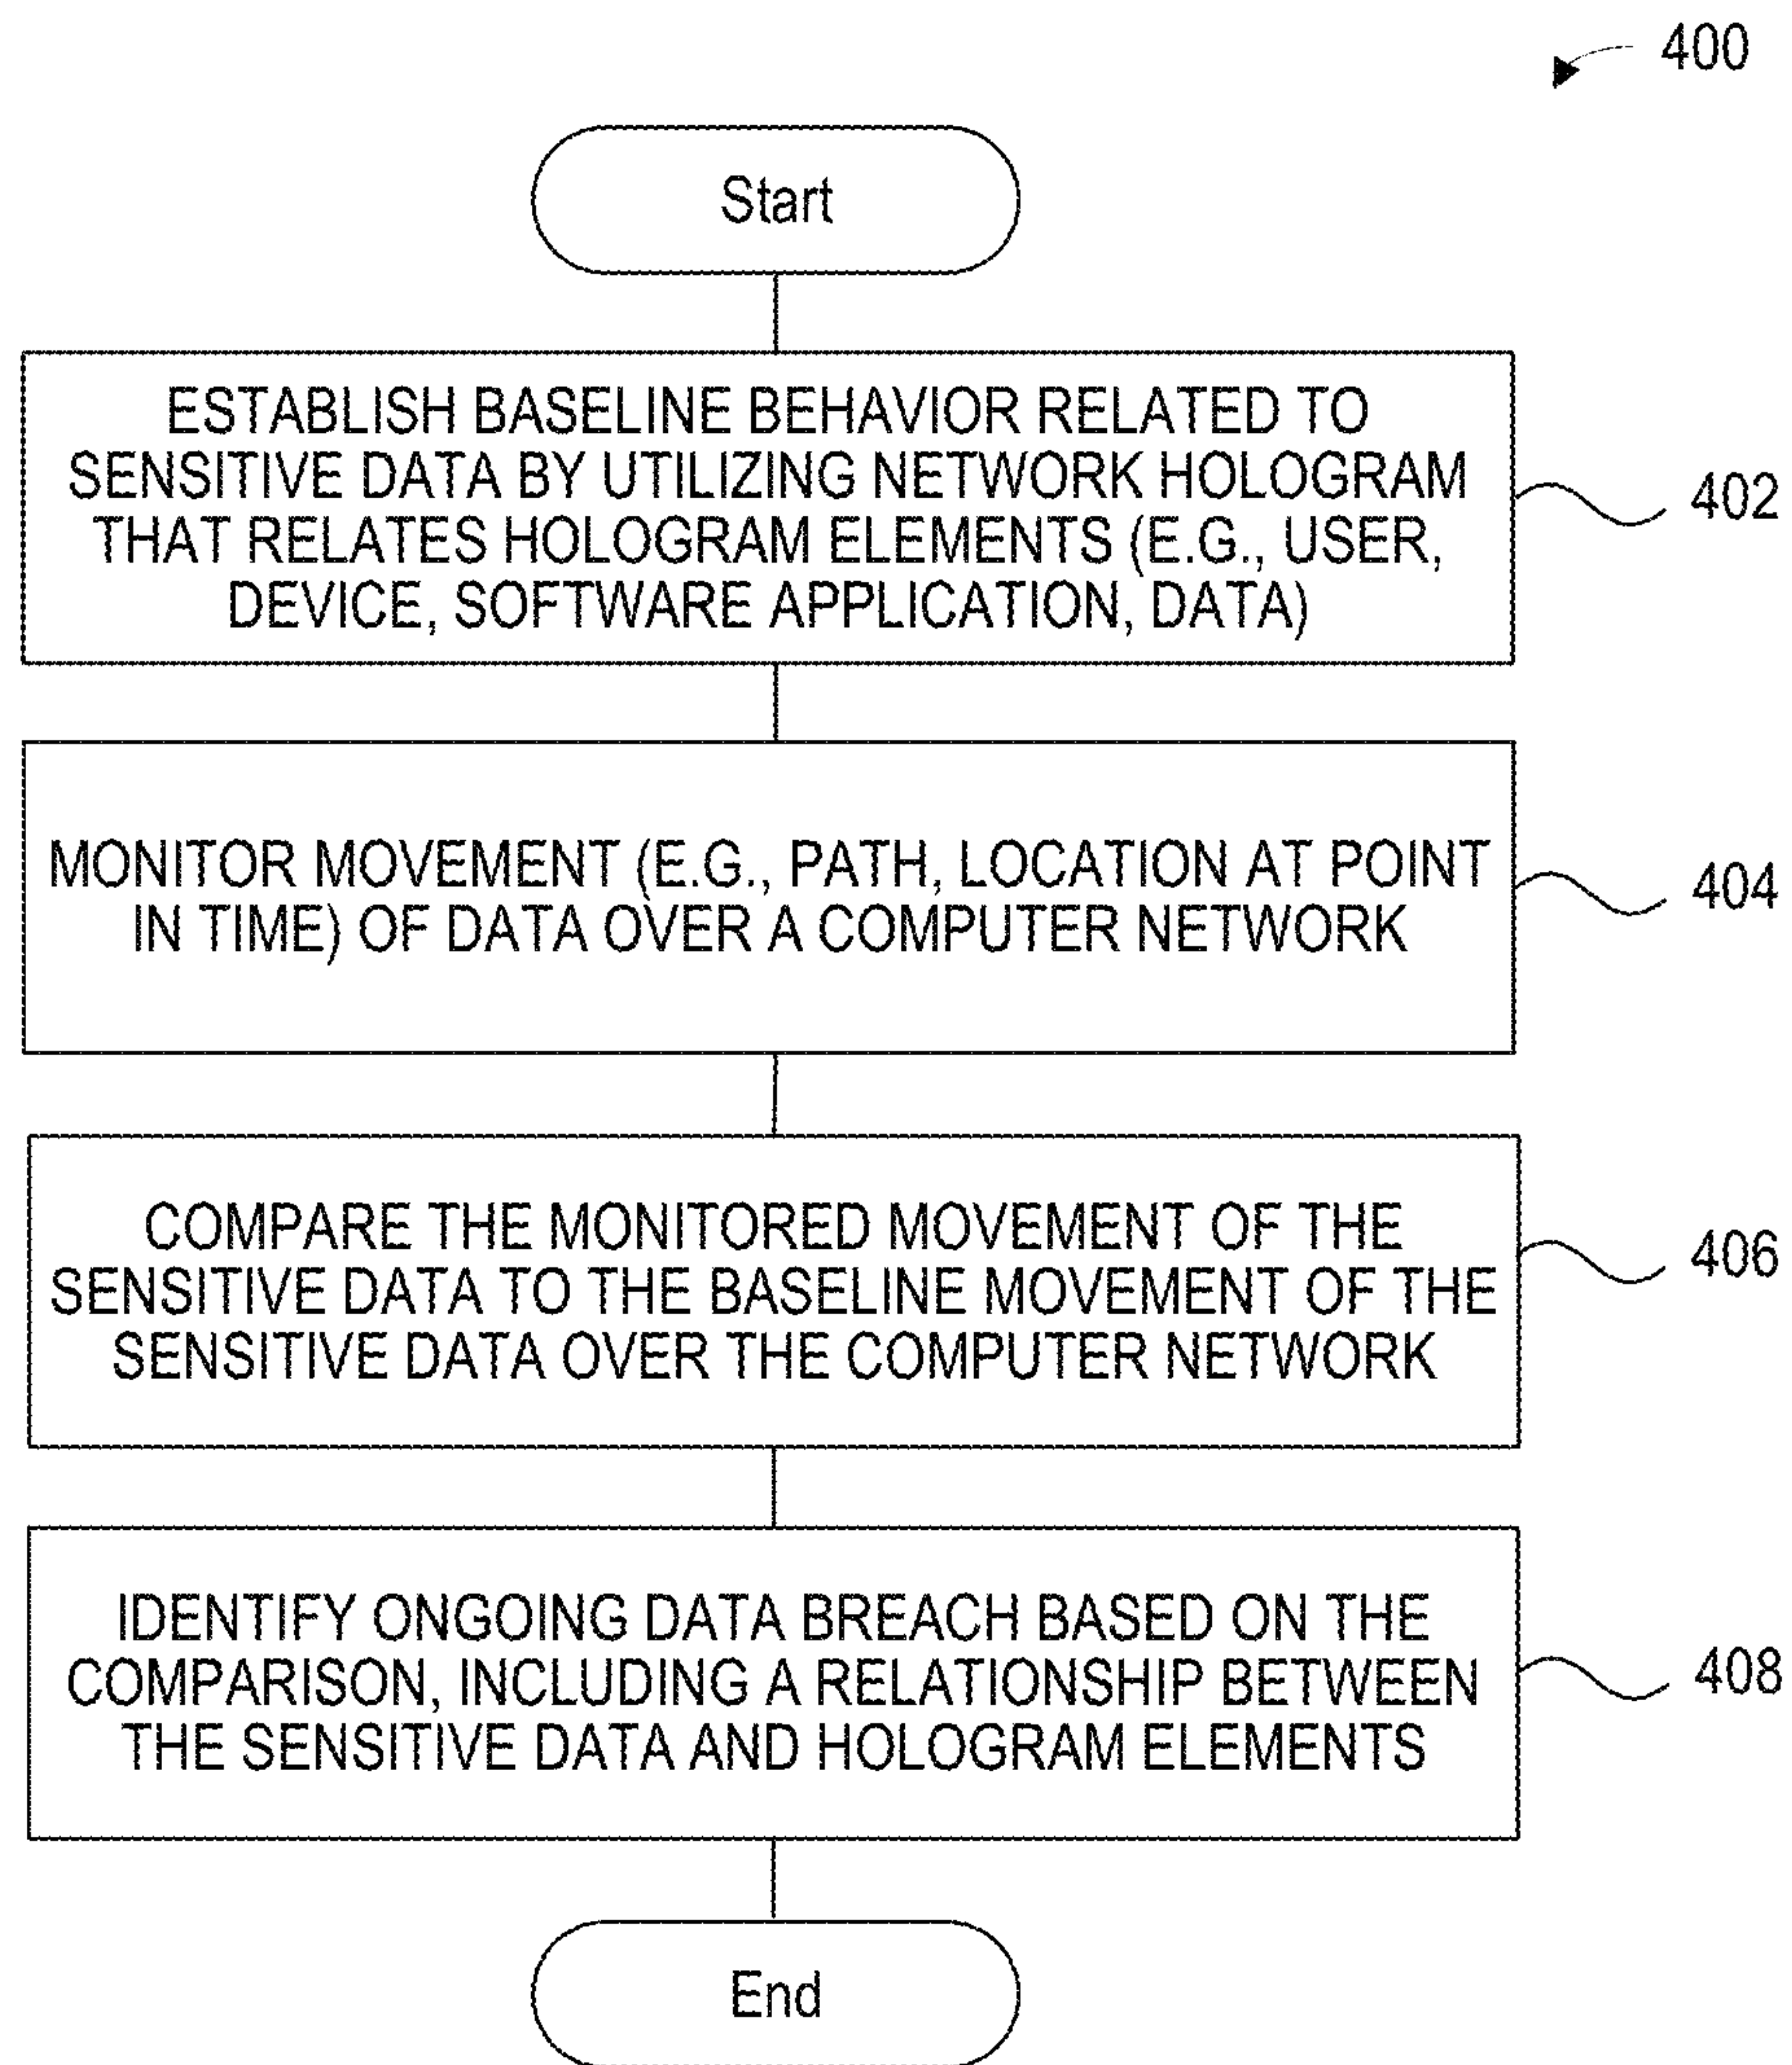 400
Start
ESTABLISH BASELINE BEHAVIOR RELATED TO
SENSITIVE DATA BY UTILIZING NETWORK HOLOGRAM
THAT RELATES HOLOGRAM ELEMENTS (E.G., USER,
DEVICE, SOFTWARE APPLICATION, DATA)
402
MONITOR MOVEMENT (E.G., PATH, LOCATION AT POINT
IN TIME) OF DATA OVER A COMPUTER NETWORK
404
COMPARE THE MONITORED MOVEMENT OF THE
SENSITIVE DATA TO THE BASELINE MOVEMENT OF THE
SENSITIVE DATA OVER THE COMPUTER NETWORK
406
IDENTIFY ONGOING DATA BREACH BASED ON THE
COMPARISON, INCLUDING A RELATIONSHIP BETWEEN
THE SENSITIVE DATA AND HOLOGRAM ELEMENTS
408
End